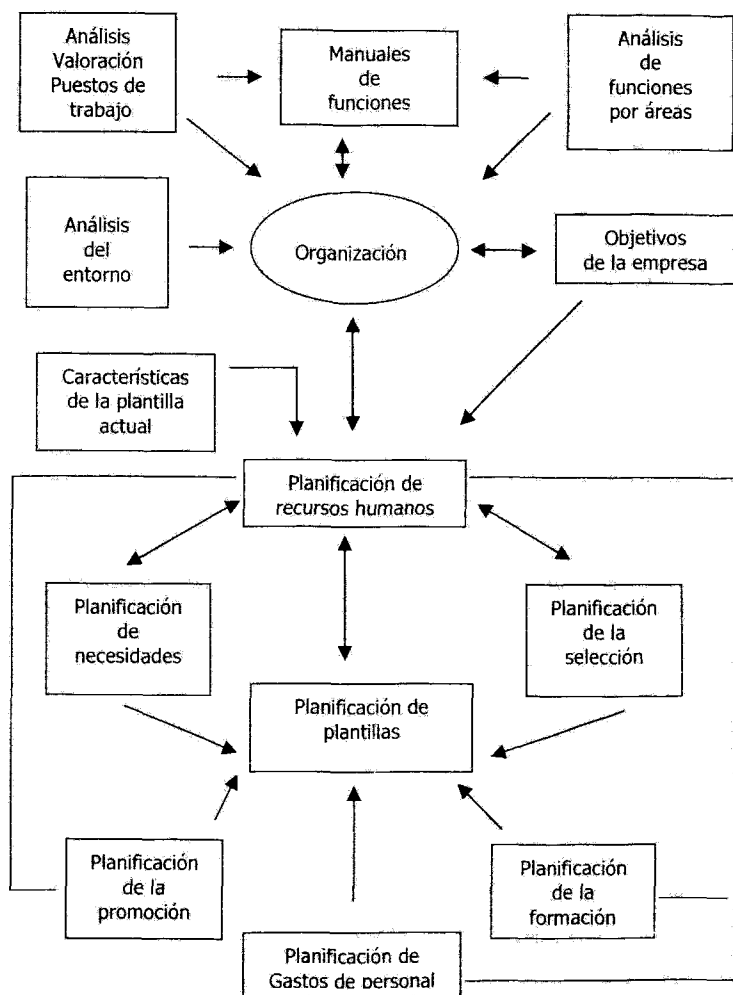 Análisis
Valoración
Puestos de
trabajo
Manuales
de
funciones
Análisis
de
funciones
por áreas
Análisis
del
entorno
Organización
Objetivos
de la empresa
Características
de la plantilla
actual
Planificación de
recursos humanos
Planificación
de
necesidades
Planificación
de la
selección
Planificación de
plantillas
Planificación
de la
promoción
Planificación
de la
formación
Planificación de
Gastos de personal